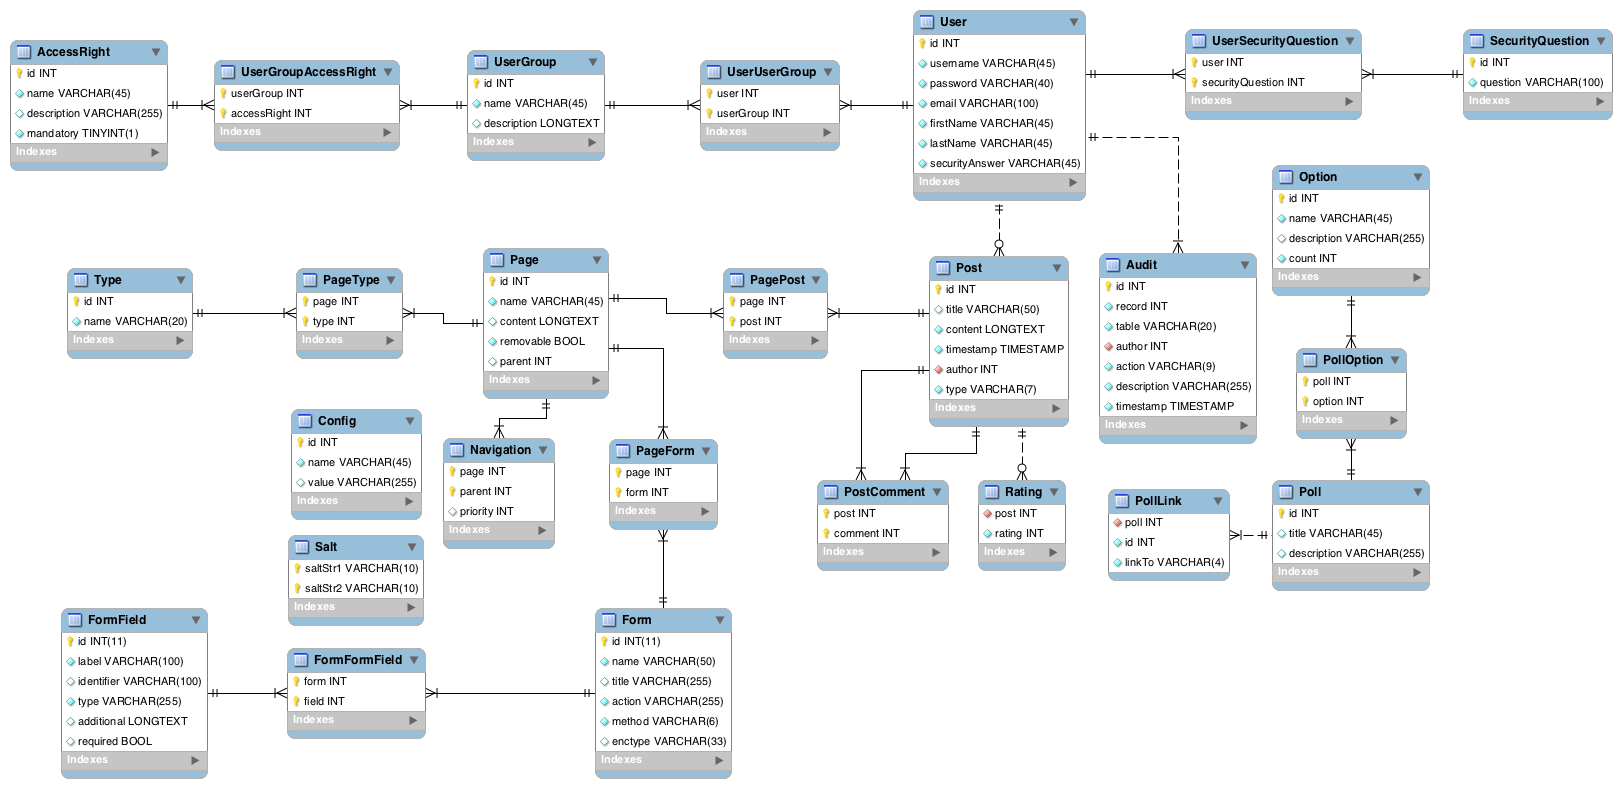 AccessRight
id INT
name VARCHAR(45)
description VARCHAR(255)
mandatory TINYINT(1)
Indexes
UserGroupAccessRight
userGroup INT
accessRight INT
Indexes
UserGroup
id INT
name VARCHAR(45)
description LONGTEXT
Indexes
UserUserGroup
user INT
userGroup INT
Indexes
User
id INT
username VARCHAR(45)
password VARCHAR(40)
email VARCHAR(100)
firstName VARCHAR(45)
lastName VARCHAR(45)
securityAnswer VARCHAR(45)
Indexes
UserSecurityQuestion
user INT
securityQuestion INT
Indexes
SecurityQuestion
id INT
question VARCHAR(100)
Indexes
Type
id INT
name VARCHAR(20)
Indexes
PageType
page INT
type INT
Indexes
Page
id INT
name VARCHAR(45)
content LONGTEXT
removable BOOL
parent INT
Indexes
PagePost
page INT
post INT
Indexes
Post
id INT
title VARCHAR(50)
content LONGTEXT
timestamp TIMESTAMP
author INT
type VARCHAR(7)
Indexes
Audit
id INT
record INT
table VARCHAR(20)
author INT
action VARCHAR(9)
description VARCHAR(255)
timestamp TIMESTAMP
Indexes
Option
id INT
name VARCHAR(45)
description VARCHAR(255)
count INT
Indexes
PollOption
poll INT
option INT
Indexes
Config
id INT
name VARCHAR(45)
value VARCHAR(255)
Indexes
Navigation
page INT
parent INT
priority INT
Indexes
PageForm
page INT
form INT
Indexes
PostComment
post INT
comment INT
Indexes
Rating
post INT
rating INT
Indexes
PollLink
poll INT
id INT
linkTo VARCHAR(4)
Poll
id INT
title VARCHAR(45)
description VARCHAR(255)
Indexes
Salt
saltStr1 VARCHAR(10)
saltStr2 VARCHAR(10)
Indexes
FormField
id INT(11)
label VARCHAR(100)
identifier VARCHAR(100)
type VARCHAR(255)
additional LONGTEXT
required BOOL
Indexes
FormFormField
form INT
field INT
Indexes
Form
id INT(11)
name VARCHAR(50)
title VARCHAR(255)
action VARCHAR(255)
method VARCHAR(6)
enctype VARCHAR(33)
Indexes